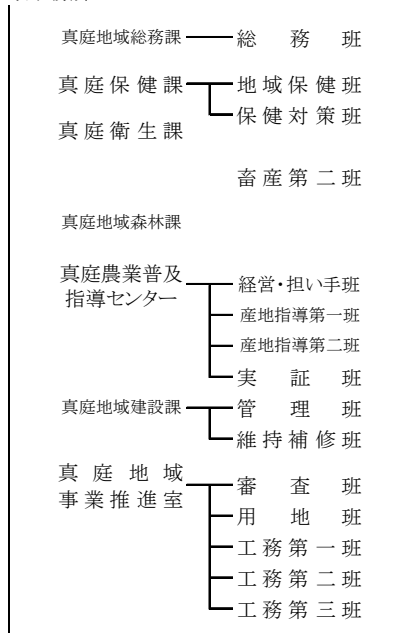 真庭地域総務課 総務班
真庭保健課 地域保健班
保健対策班
真庭衛生課
畜産第二班
真庭地域森林課
真庭農業普及
指導センター
経営・担い手班
産地指導第一班
産地指導第二班
実証班
真庭地域建設課 管理班
維持補修班
真庭地域
事業推進室
審査班
用地班
工務第一班
工務第二班
工務第三班